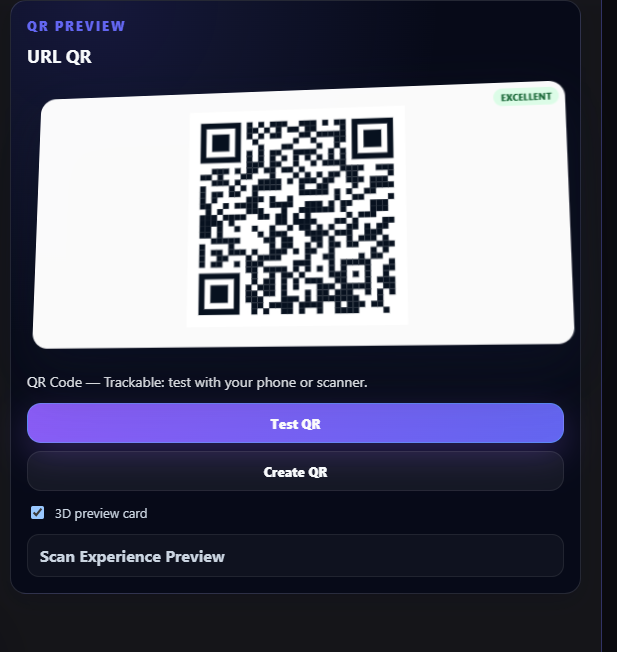 QR PREVIEW
URL QR
EXCELLENT
QR Code — Trackable: test with your phone or scanner.
Test QR
Create QR
3D preview card
Scan Experience Preview